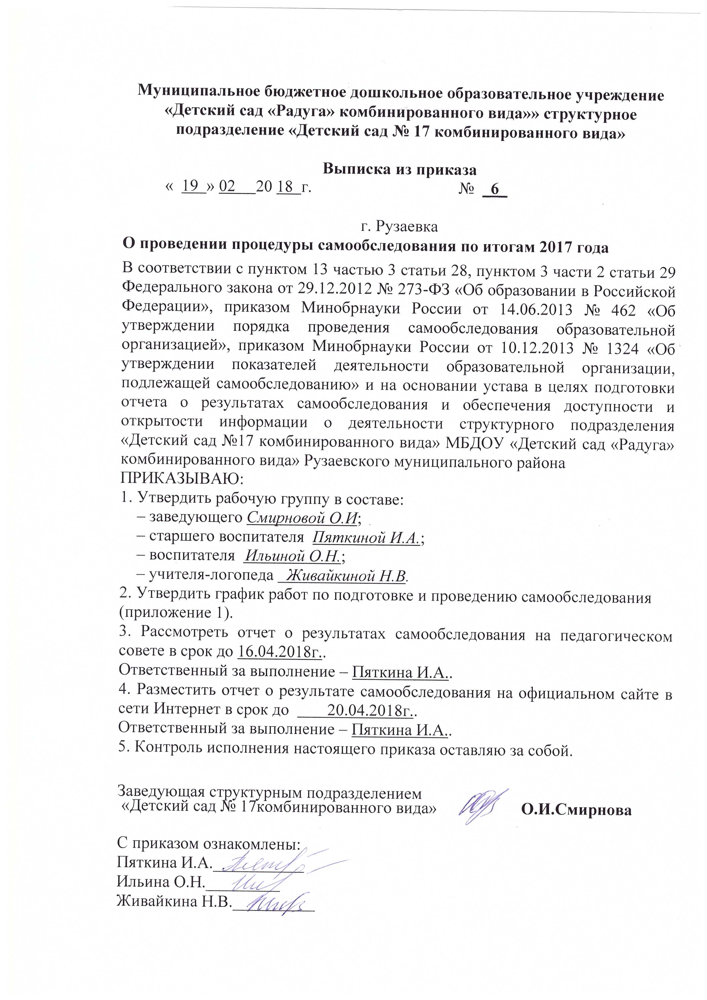 Муниципальное бюджетное дошкольное образовательное учреждение
«Детский сад «Радуга» комбинированного вида»» структурное
подразделение «Детский сад № 17 комбинированного вида»
Выписка из приказа
« 19 » 02 20 18 г. № 6
г. Рузаевка
О проведении процедуры самообследования по итогам 2017 года
В соответствии с пунктом 13 частью 3 статьи 28, пунктом 3 части 2 статьи 29
Федерального закона от 29.12.2012 № 273-ФЗ «Об образовании в Российской
Федерации», приказом Минобрнауки России от 14.06.2013 № 462 «Об
утверждении порядка проведения самообследования образовательной
организацией», приказом Минобрнауки России от 10.12.2013 № 1324 «Об
утверждении показателей деятельности образовательной организации,
подлежащей самообследованию» и на основании устава в целях подготовки
отчета о результатах самообследования и обеспечения доступности и
открытости информации о деятельности структурного подразделения
«Детский сад №17 комбинированного вида» МБДОУ «Детский сад «Радуга»
комбинированного вида» Рузаевского муниципального района
ПРИКАЗЫВАЮ:
1. Утвердить рабочую группу в составе:
– заведующего Смирновой О.И;
– старшего воспитателя Пяткиной И.А.;
– воспитателя Ильиной О.Н.;
– учителя-логопеда Живайкиной Н.В.
2. Утвердить график работ по подготовке и проведению самообследования
(приложение 1).
3. Рассмотреть отчет о результатах самообследования на педагогическом
совете в срок до 16.04.2018г..
Ответственный за выполнение – Пяткина И.А..
4. Разместить отчет о результате самообследования на официальном сайте в
сети Интернет в срок до 20.04.2018г..
Ответственный за выполнение – Пяткина И.А..
5. Контроль исполнения настоящего приказа оставляю за собой.
Заведующая структурным подразделением
«Детский сад № 17комбинированного вида» О.И.Смирнова
С приказом ознакомлены:
Пяткина И.А.
Ильина О.Н.
Живайкина Н.В.